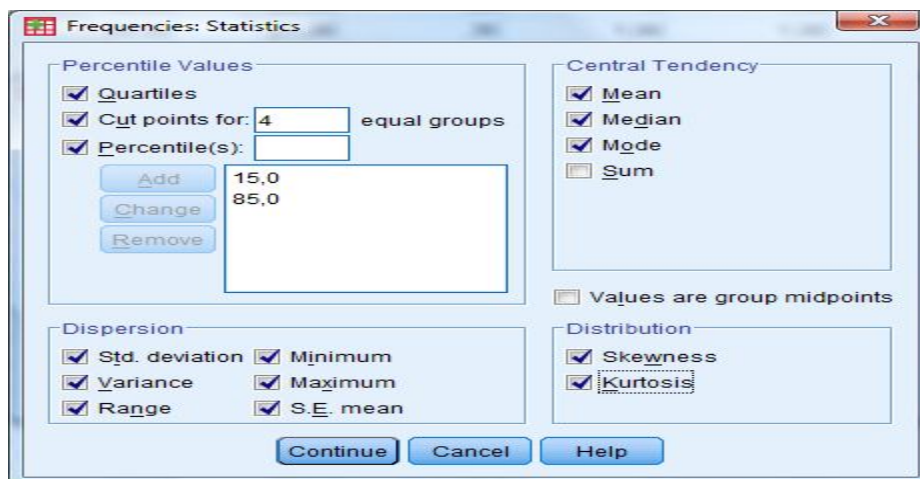 Frequencies: Statistics
Percentile Values
Quartiles
Cut points for: 4 equal groups
Percentile(s):
Add
Change
Remove
15,0
85,0
Central Tendency
Mean
Median
Mode
Sum
Values are group midpoints
Dispersion
Std. deviation Minimum
Variance Maximum
Range S.E. mean
Distribution
Skewness
Kurtosis
Continue Cancel Help